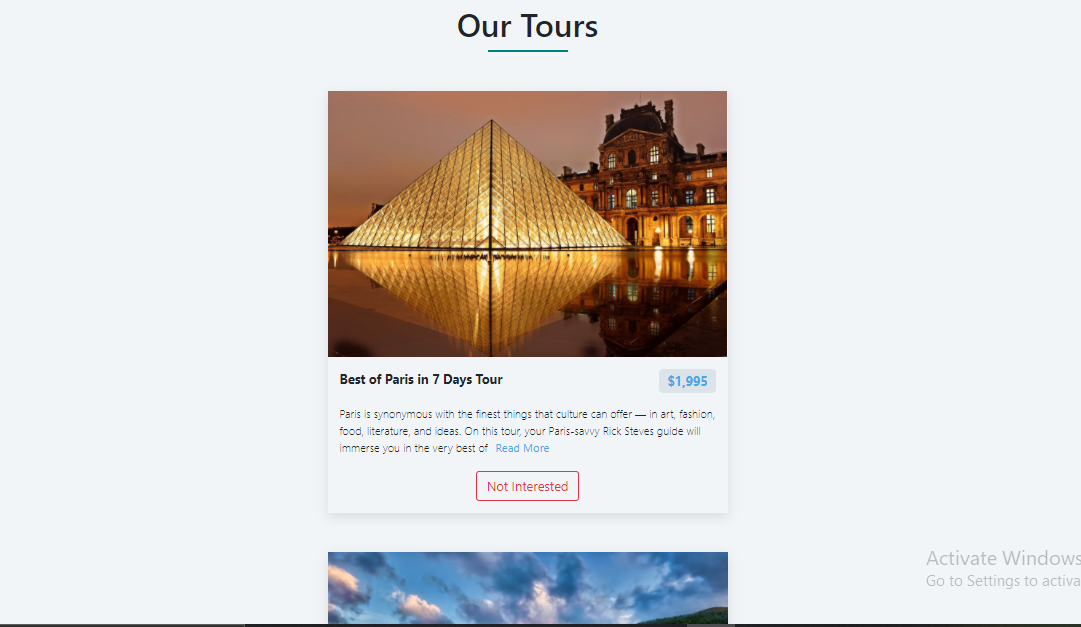 Our Tours
Best of Paris in 7 Days Tour
$1,995
Paris is synonymous with the finest things that culture can offer — in art, fashion,
food, literature, and ideas. On this tour, your Paris-savvy Rick Steves guide will
immerse you in the very best of Read More
Not Interested
Activate Windows
Go to Settings to activa